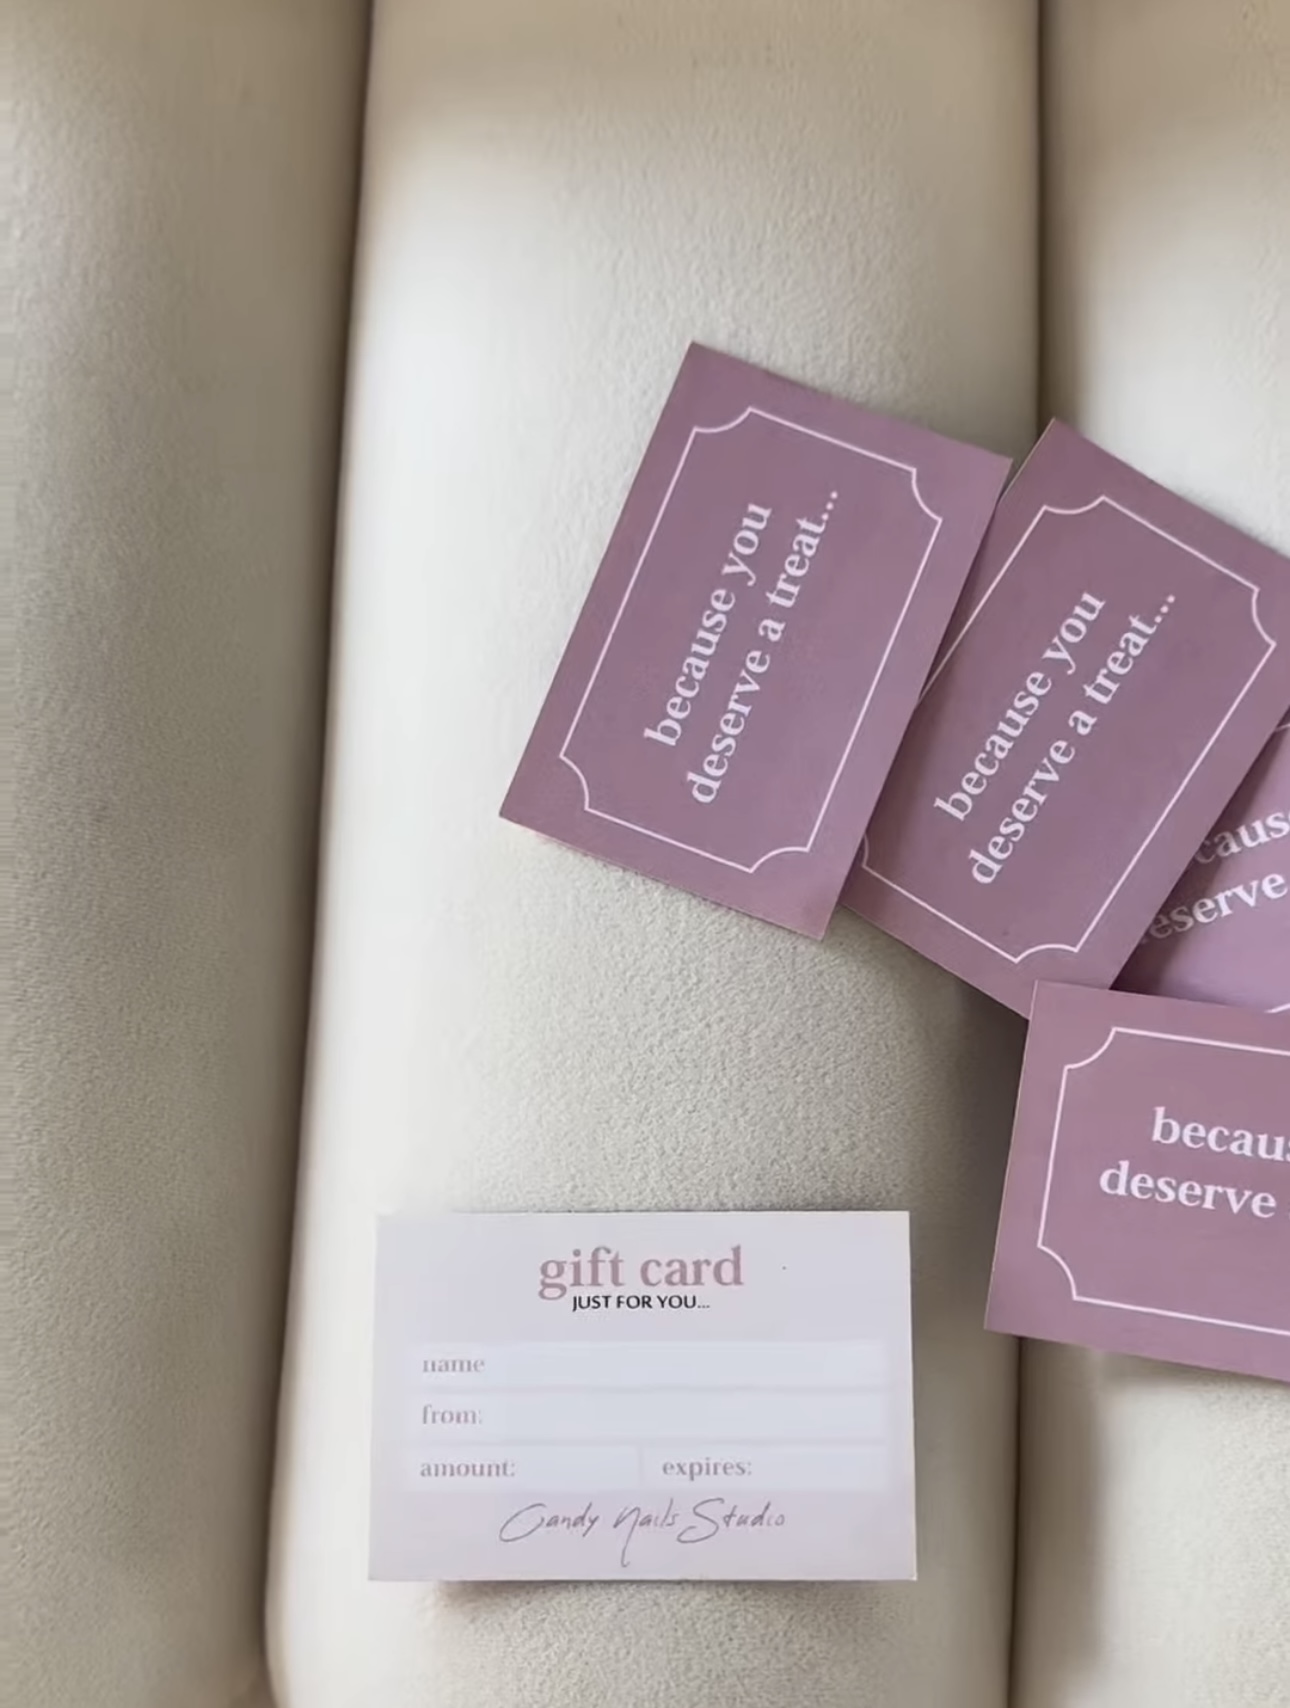 because you
deserve a treat...
because you
deserve a treat...
cause
eserve
becaus
deserve
gift card
JUST FOR YOU...
name
from:
amount: expires:
Candy Nails Studio